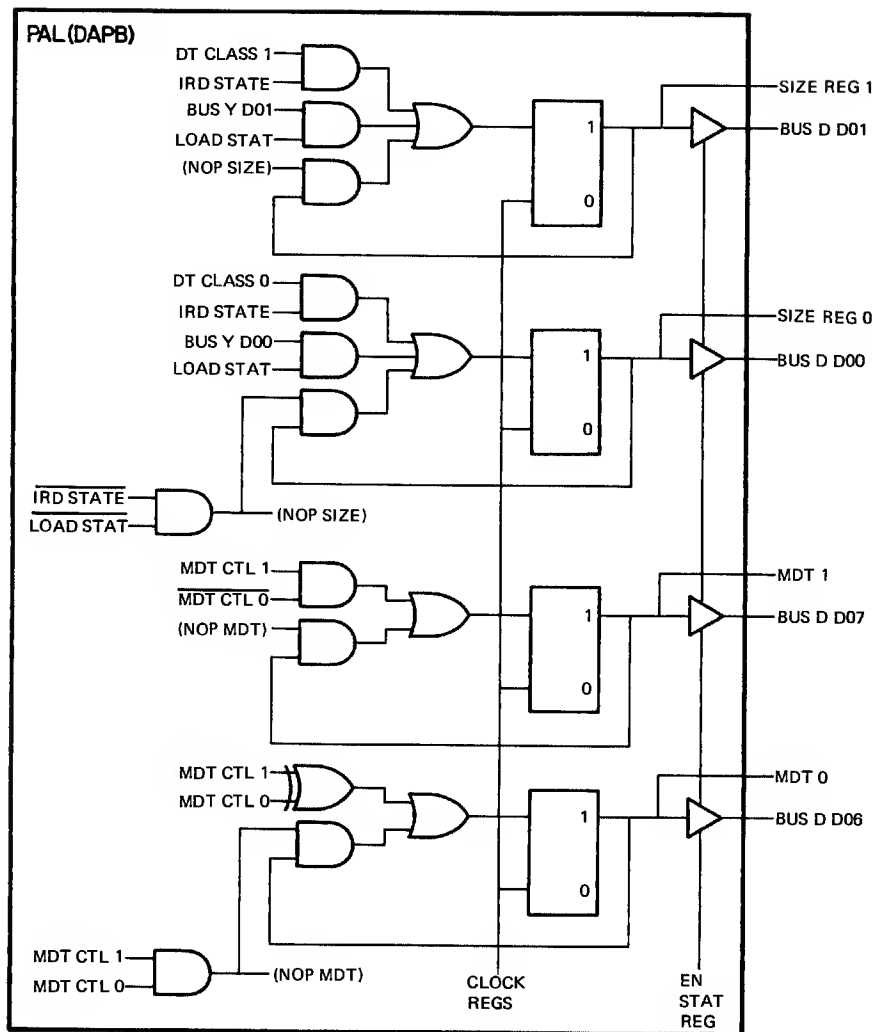 PAL (DAPB)
DT CLASS 1
IRD STATE
BUS Y D01
LOAD STAT
(NOP SIZE)
1
0
SIZE REG 1
BUS D D01
DT CLASS 0
IRD STATE
BUS Y D00
LOAD STAT
1
0
SIZE REG 0
BUS D D00
IRD STATE
LOAD STAT
(NOP SIZE)
MDT CTL 1
MDT CTL 0
(NOP MDT)
1
0
MDT 1
BUS D D07
MDT CTL 1
MDT CTL 0
1
0
MDT 0
BUS D D06
MDT CTL 1
MDT CTL 0
(NOP MDT)
CLOCK
REGS
EN
STAT
REG